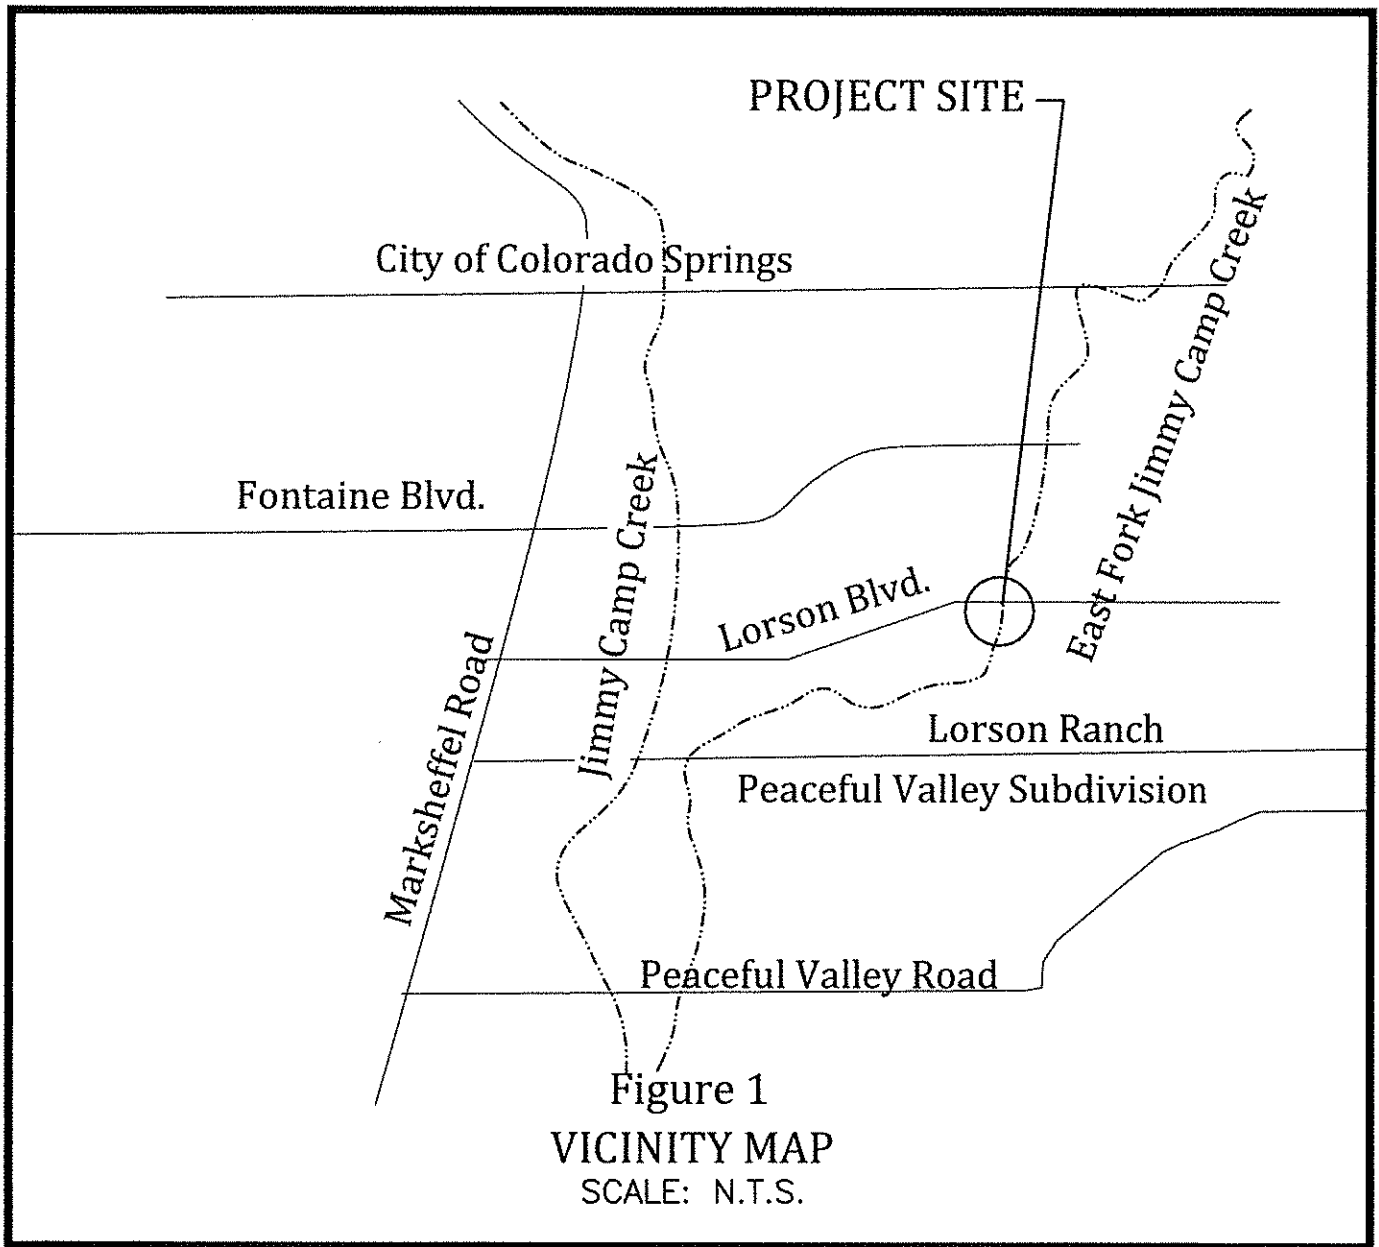 PROJECT SITE
City of Colorado Springs
East Fork Jimmy Camp Creek
Fontaine Blvd.
Jimmy Camp Creek
Lorson Blvd.
Marksheffel Road
Lorson Ranch
Peaceful Valley Subdivision
Peaceful Valley Road
Figure 1
VICINITY MAP
SCALE: N.T.S.